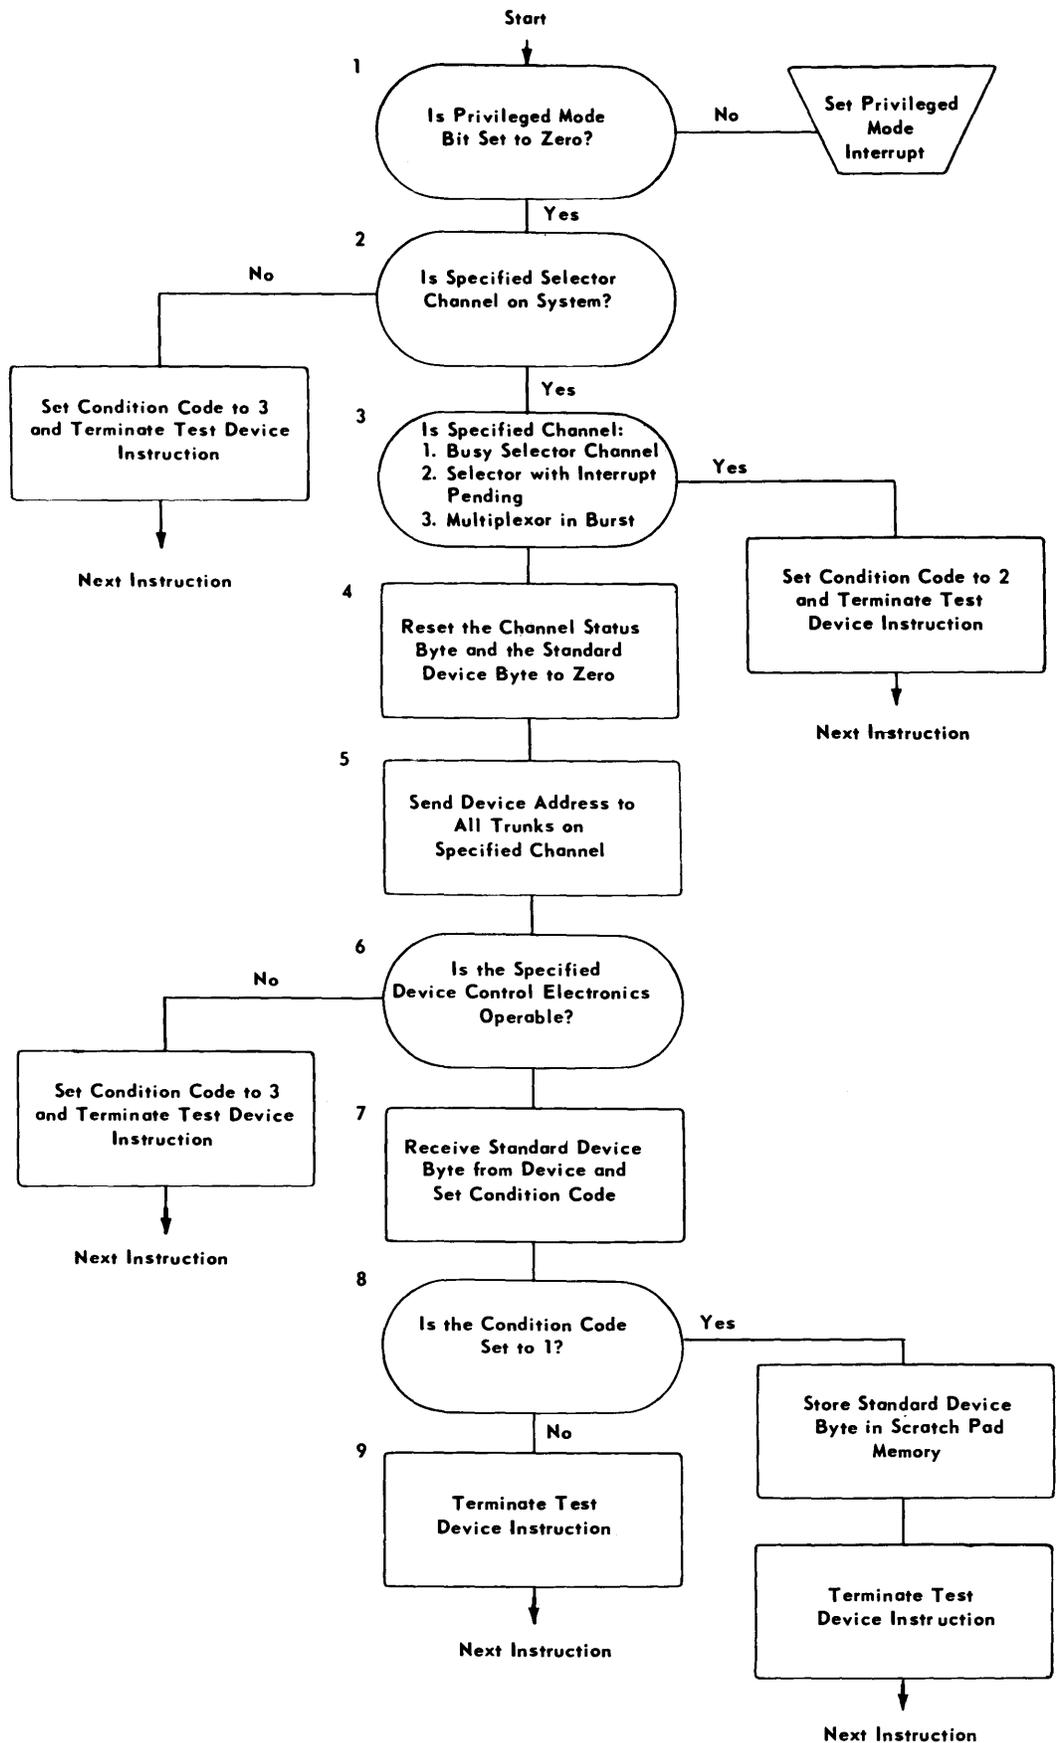 Start
1
Is Privileged Mode
Bit Set to Zero?
No
Set Privileged
Mode
Interrupt
Yes
2
Is Specified Selector
Channel on System?
No
Set Condition Code to 3
and Terminate Test Device
Instruction
Next Instruction
Yes
3
Is Specified Channel:
1. Busy Selector Channel
2. Selector with Interrupt
Pending
3. Multiplexor in Burst
Yes
Set Condition Code to 2
and Terminate Test
Device Instruction
Next Instruction
4
Reset the Channel Status
Byte and the Standard
Device Byte to Zero
5
Send Device Address to
All Trunks on
Specified Channel
6
Is the Specified
Device Control Electronics
Operable?
No
Set Condition Code to 3
and Terminate Test Device
Instruction
Next Instruction
7
Receive Standard Device
Byte from Device and
Set Condition Code
8
Is the Condition Code
Set to 1?
Yes
Store Standard Device
Byte in Scratch Pad
Memory
Terminate Test
Device Instruction
Next Instruction
No
9
Terminate Test
Device Instruction
Next Instruction